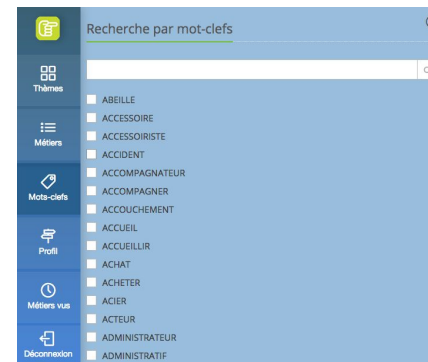 Recherche par mot-clefs
Thèmes
Métiers
Mots-clefs
Profil
Métiers vus
Déconnexion
ABEILLE
ACCESSOIRE
ACCESSOIRISTE
ACCIDENT
ACCOMPAGNATEUR
ACCOMPAGNER
ACCOUCHEMENT
ACCUEIL
ACCUEILLIR
ACHAT
ACHETER
ACIER
ACTEUR
ADMINISTRATEUR
ADMINISTRATIF